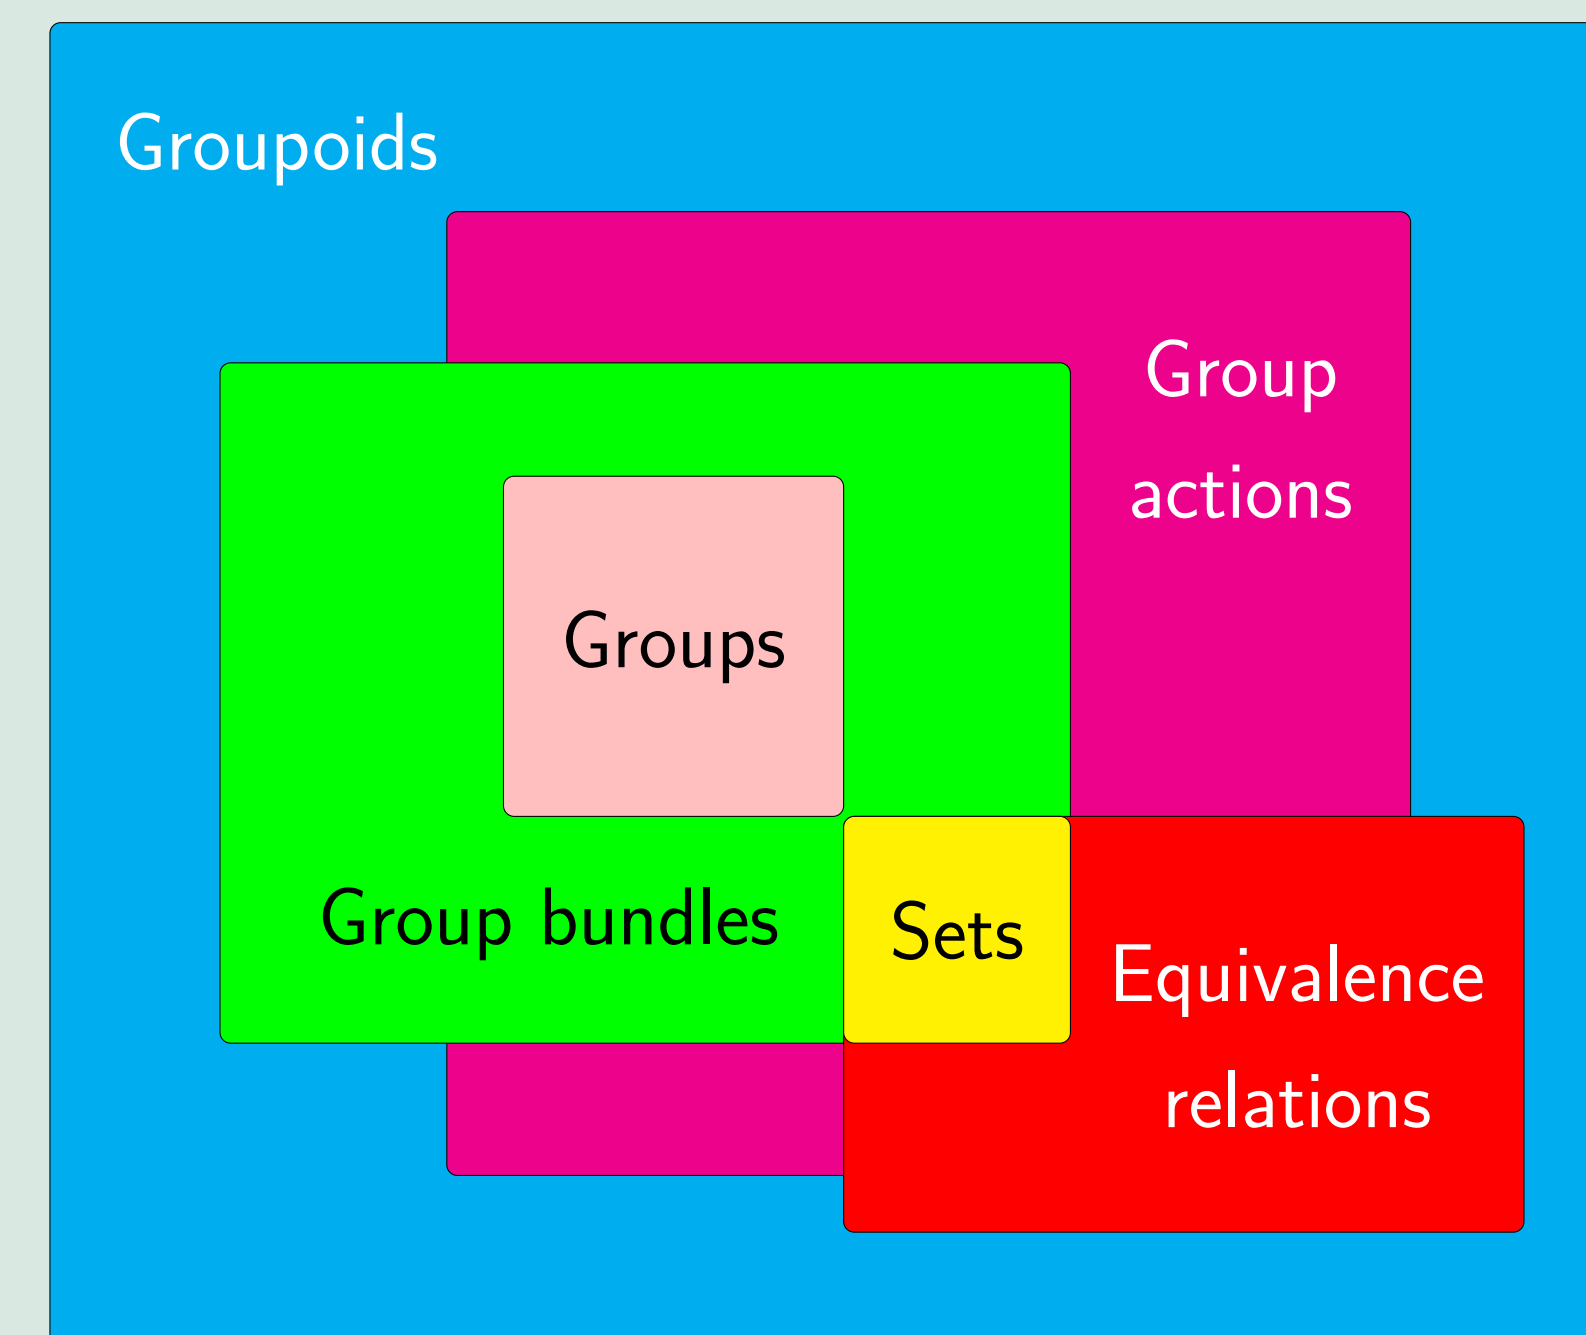 Groupoids
Group
actions
Groups
Group bundles
Sets
Equivalence
relations